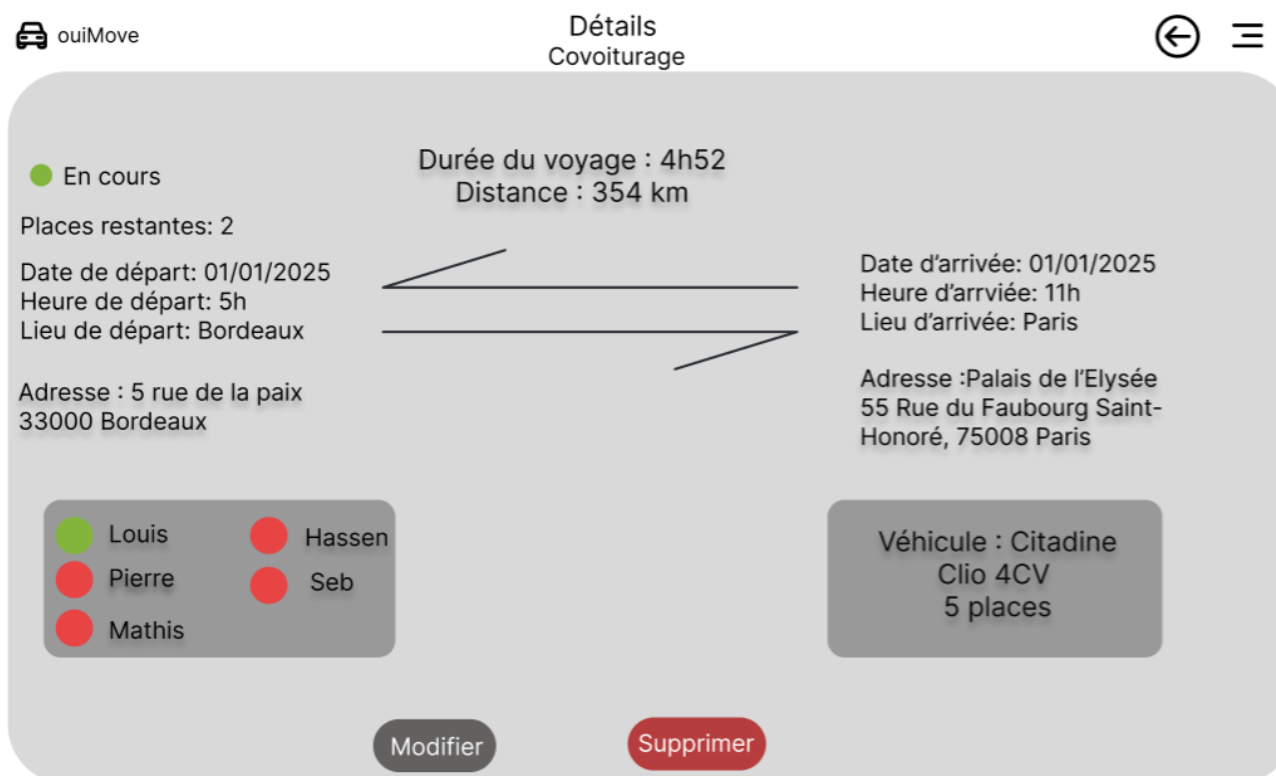 ouiMove
Détails
Covoiturage
En cours
Durée du voyage : 4h52
Distance : 354 km
Places restantes: 2
Date de départ: 01/01/2025
Heure de départ: 5h
Lieu de départ: Bordeaux
Adresse : 5 rue de la paix
33000 Bordeaux
Date d'arrivée: 01/01/2025
Heure d'arrviée: 11h
Lieu d'arrivée: Paris
Adresse :Palais de l'Elysée
55 Rue du Faubourg Saint-
Honoré, 75008 Paris
Louis
Hassen
Pierre
Seb
Mathis
Véhicule : Citadine
Clio 4CV
5 places
Modifier
Supprimer